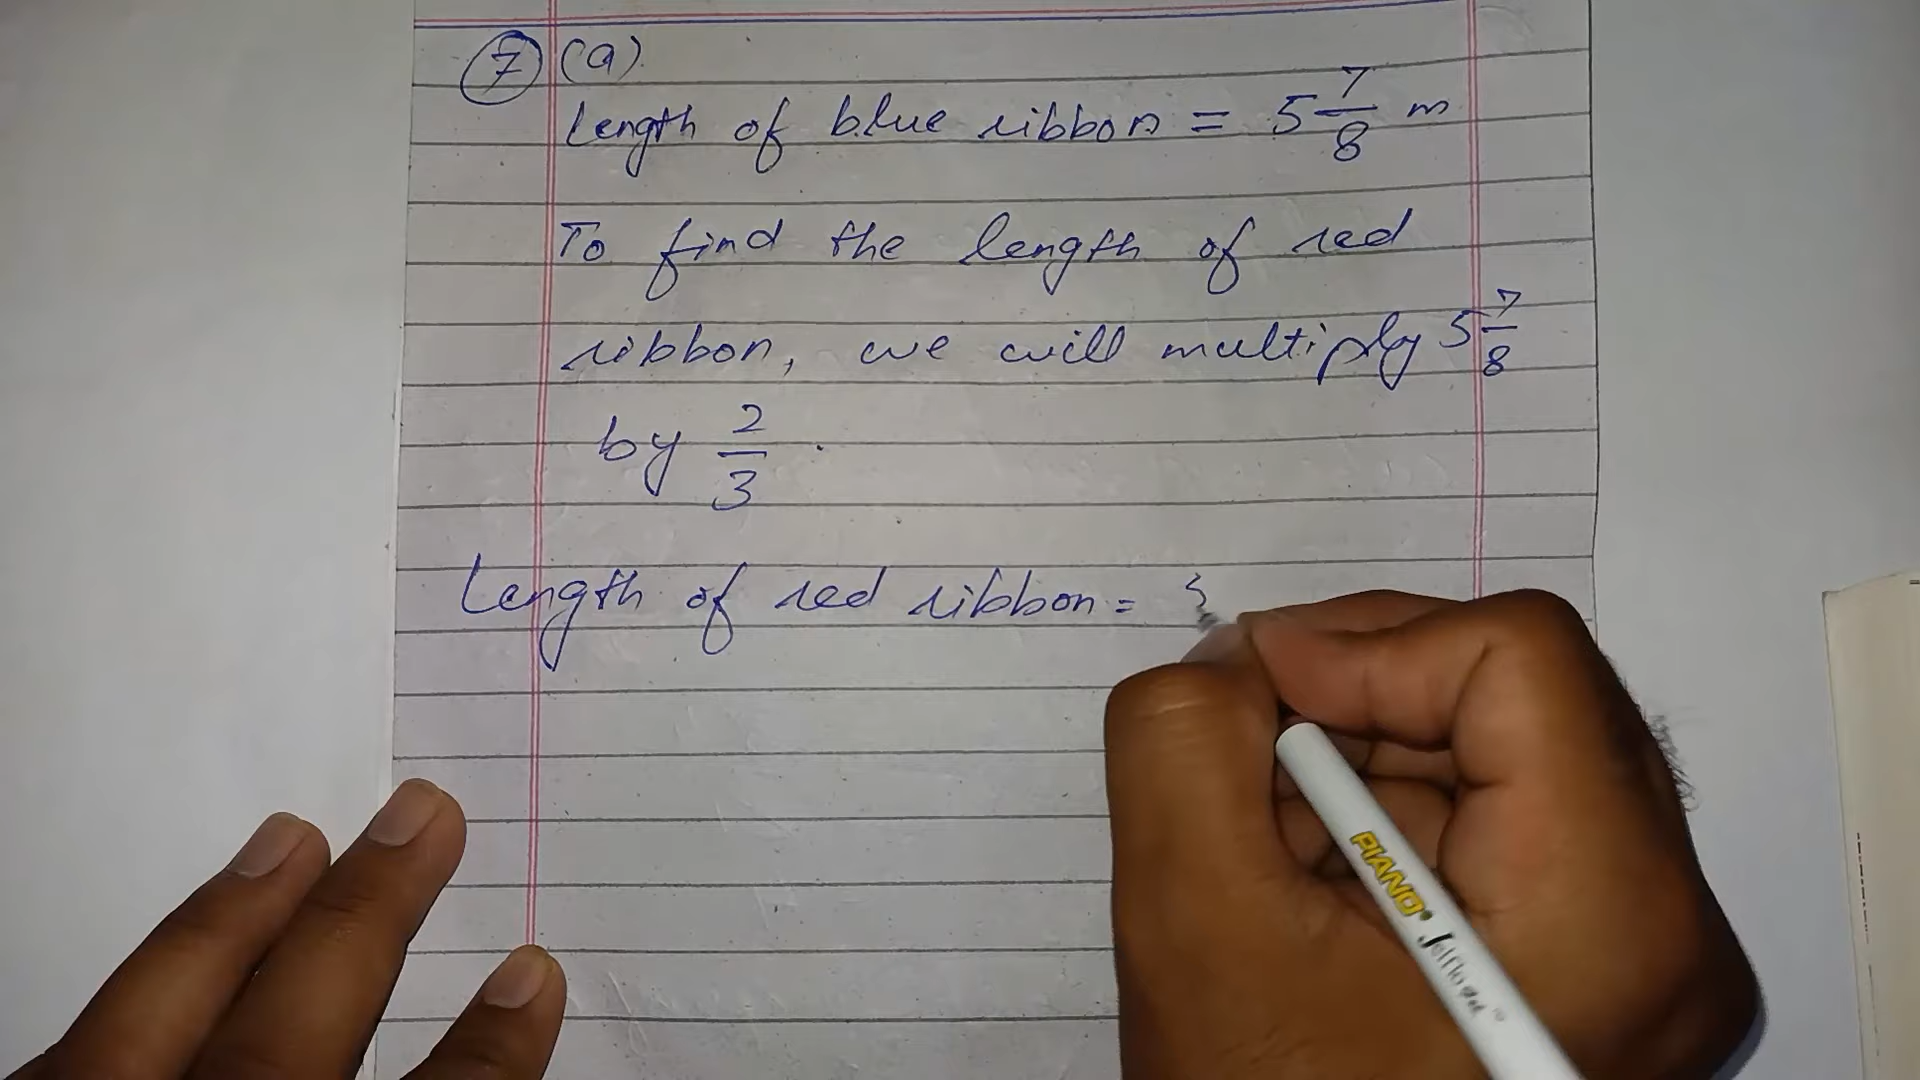 7 (a).
Length of blue ribbon = 5 7/8 m
To find the length of red
ribbon, we will multiply 5 7/8
by 2/3.
Length of red ribbon =
PIANO